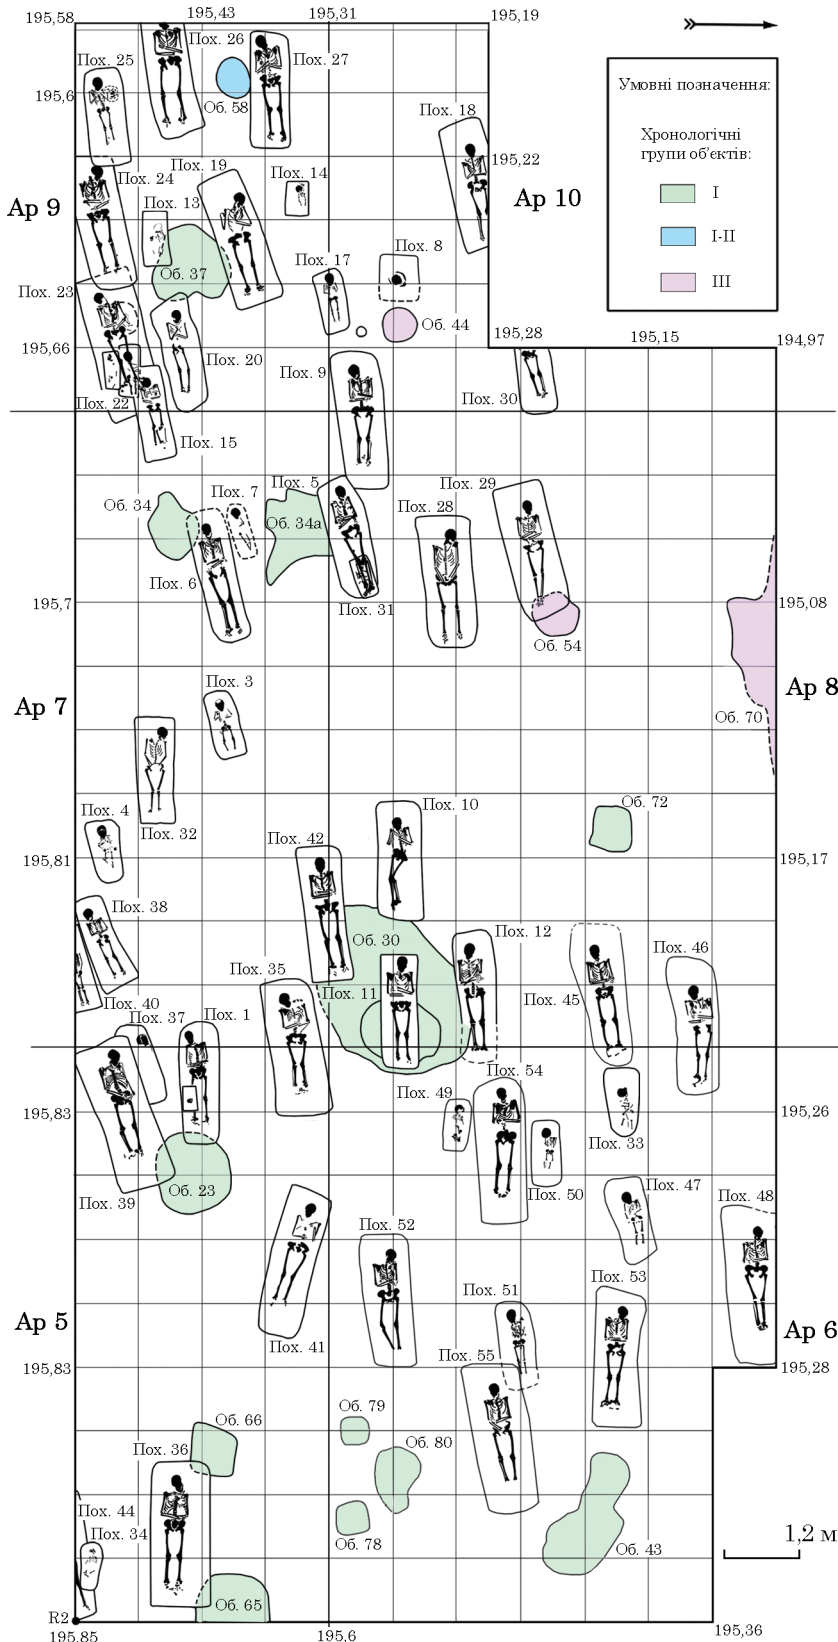 195,58
195,43
195,31
195,19
Пох. 26
Пох. 25
Пох. 27
195,6
Об. 58
Пох. 18
Умовні позначення:
Хронологічні
групи об'єктів:
I
I-II
III
195,22
Пох. 24
Пох. 19
Пох. 14
Ар 9
Пох. 13
Ар 10
Пох. 8
Пох. 17
Об. 37
Пох. 23
Об. 44
195,28
195,15
194,97
195,66
Пох. 20
Пох. 9
Пох. 30
Пох. 22
Пох. 15
Пох. 5
Пох. 29
Пох. 7
Об. 34
Об. 34а
Пох. 28
Пох. 6
195,7
Пох. 31
195,08
Об. 54
Пох. 3
Ар 7
Ар 8
Об. 70
Пох. 4
Пох. 32
Пох. 10
Об. 72
Пох. 42
195,81
195,17
Пох. 38
Пох. 12
Об. 30
Пох. 46
Пох. 35
Пох. 11
Пох. 45
Пох. 40
Пох. 37
Пох. 1
Пох. 54
Пох. 49
195,83
195,26
Пох. 33
Об. 23
Пох. 39
Пох. 50
Пох. 47
Пох. 48
Пох. 52
Пох. 53
Пох. 51
Ар 5
Ар 6
Пох. 41
Пох. 55
195,83
195,28
Об. 79
Об. 66
Об. 80
Пох. 36
Пох. 44
Пох. 34
Об. 78
Об. 43
1,2 м
Об. 65
R2
195,85
195,6
195,36